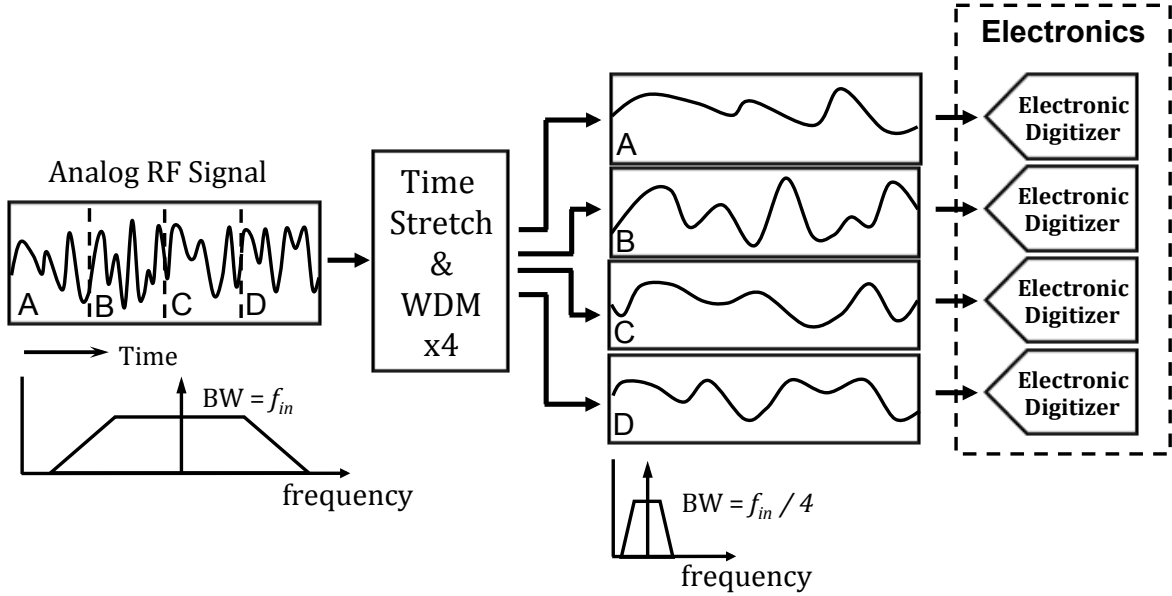 Electronics
Analog RF Signal
A B C D
Time
BW = f_in
frequency
Time
Stretch
&
WDM
x4
A
B
C
D
BW = f_in / 4
frequency
Electronic
Digitizer
Electronic
Digitizer
Electronic
Digitizer
Electronic
Digitizer